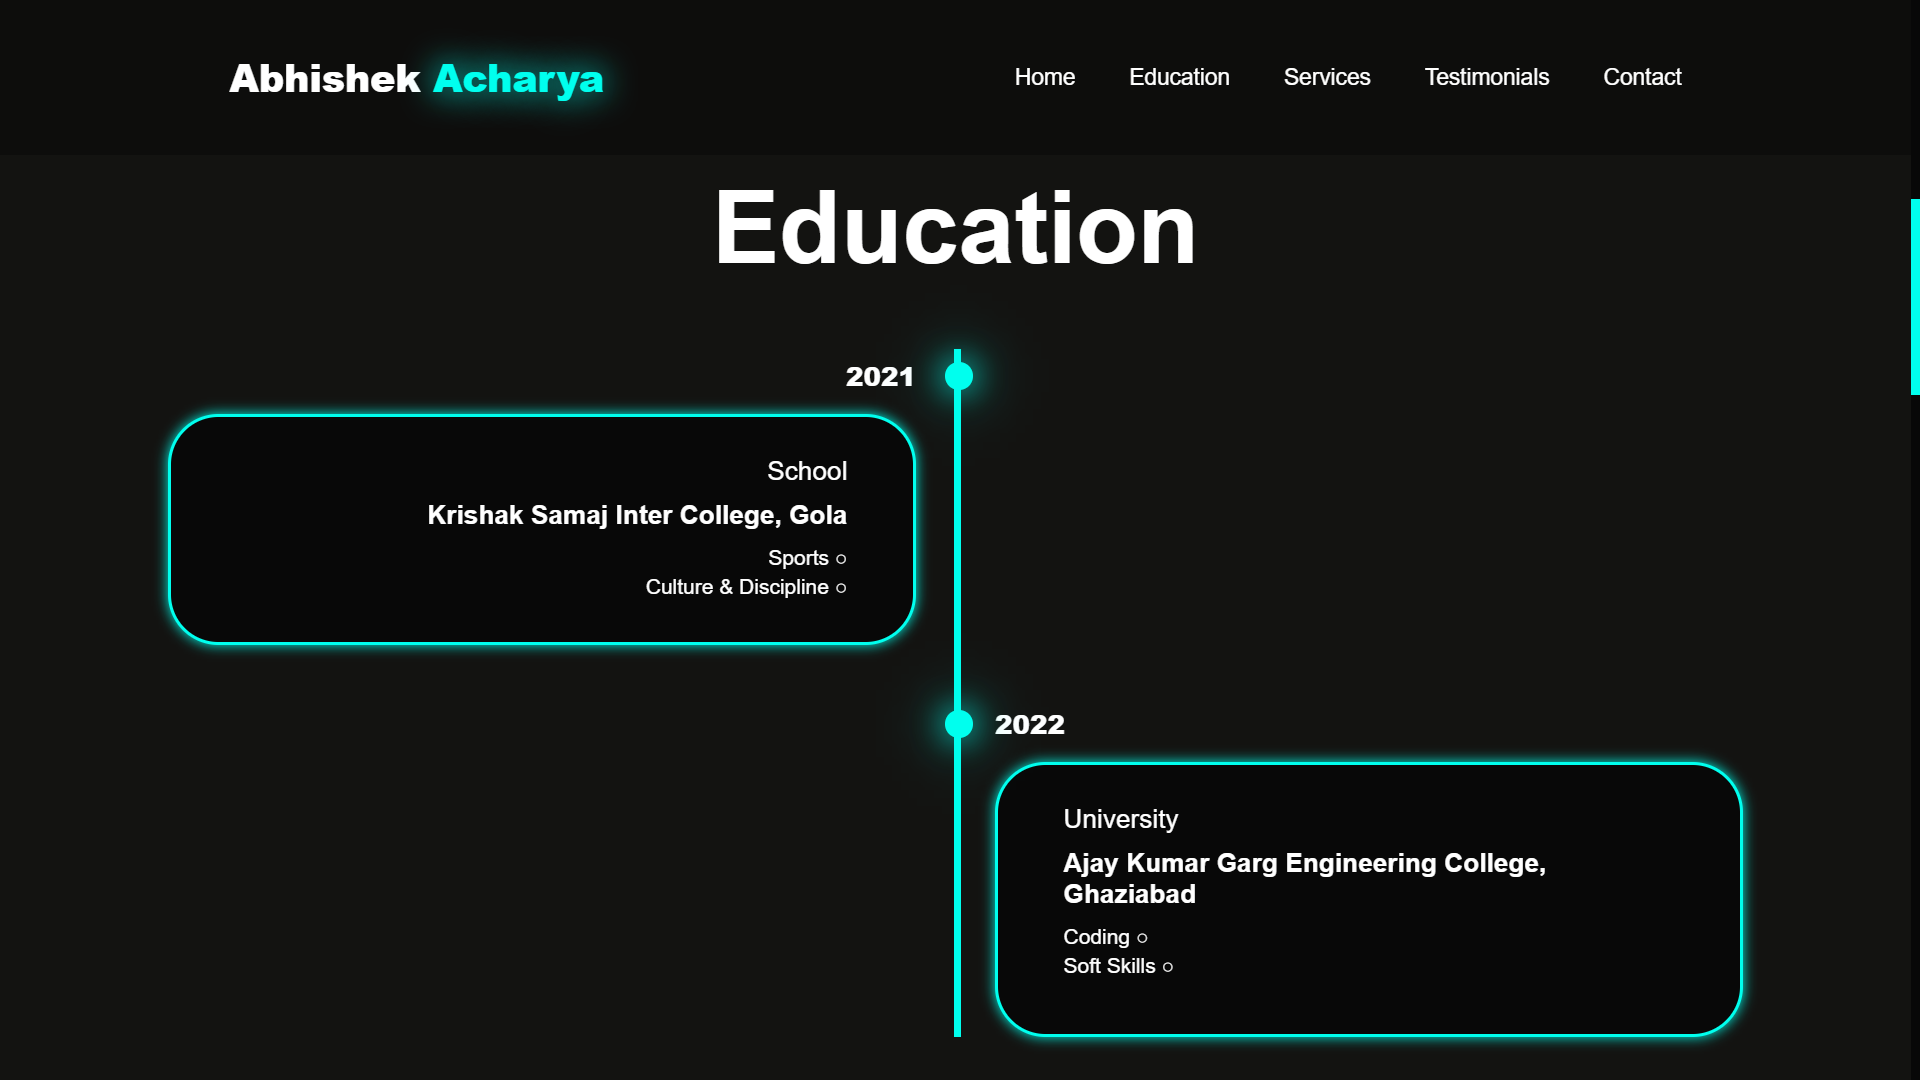 Abhishek Acharya
Home Education Services Testimonials Contact
Education
2021
School
Krishak Samaj Inter College, Gola
Sports ○
Culture & Discipline ○
2022
University
Ajay Kumar Garg Engineering College,
Ghaziabad
Coding ○
Soft Skills ○